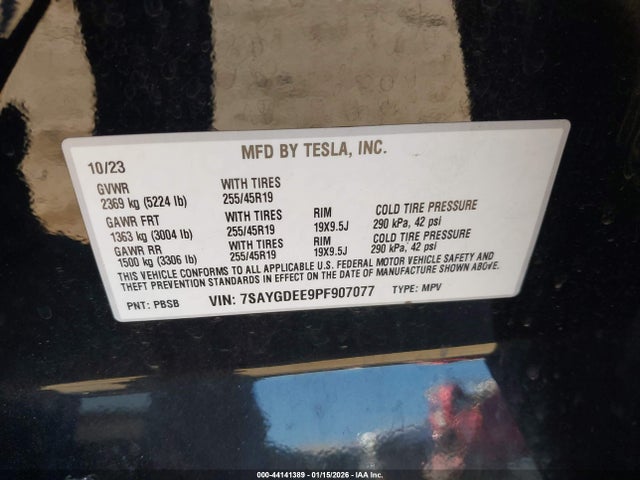 MFD BY TESLA, INC.
10/23
GVWR WITH TIRES
2369 kg (5224 lb) 255/45R19
GAWR FRT WITH TIRES RIM COLD TIRE PRESSURE
1363 kg (3004 lb) 255/45R19 19X9.5J 290 kPa, 42 psi
GAWR RR WITH TIRES RIM COLD TIRE PRESSURE
1500 kg (3306 lb) 255/45R19 19X9.5J 290 kPa, 42 psi
THIS VEHICLE CONFORMS TO ALL APPLICABLE U.S. FEDERAL MOTOR VEHICLE SAFETY AND
THEFT PREVENTION STANDARDS IN EFFECT ON THE DATE OF MANUFACTURE SHOWN ABOVE.
PNT: PBSB VIN: 7SAYGDEE9PF907077 TYPE: MPV
000-44141389 - 01/15/2026 - IAA Inc.